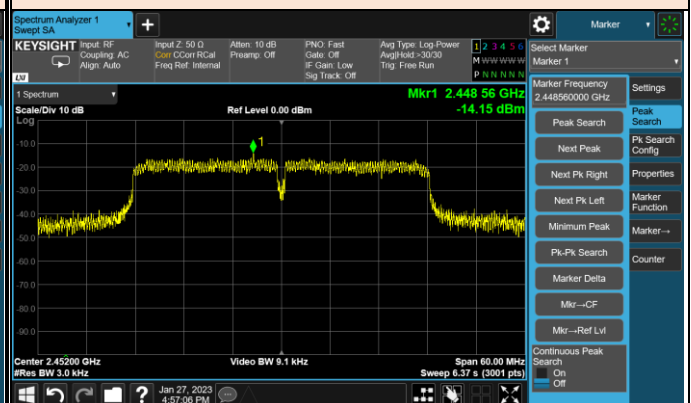 Spectrum Analyzer 1
Swept SA
+
Marker
KEYSIGHT
Input: RF
Coupling: AC
Align: Auto
Input Z: 50 Ω
Corr CCorr RCal
Freq Ref: Internal
Atten: 10 dB
Preamp: Off
PNO: Fast
Gate: Off
IF Gain: Low
Sig Track: Off
Avg Type: Log-Power
Avg|Hold:>30/30
Trig: Free Run
1 2 3 4 5 6
M W W W W W
P N N N N N
LXI
Select Marker
Marker 1
1 Spectrum
Scale/Div 10 dB
Log
Ref Level 0.00 dBm
Mkr1 2.448 56 GHz
-14.15 dBm
1
-10.0
-20.0
-30.0
-40.0
-50.0
-60.0
-70.0
-80.0
-90.0
Center 2.45200 GHz
#Res BW 3.0 kHz
Video BW 9.1 kHz
Span 60.00 MHz
Sweep 6.37 s (3001 pts)
Marker Frequency
2.448560000 GHz
Peak Search
Next Peak
Next Pk Right
Next Pk Left
Minimum Peak
Pk-Pk Search
Marker Delta
Mkr→CF
Mkr→Ref Lvl
Continuous Peak
Search
On
Off
Settings
Peak
Search
Pk Search
Config
Properties
Marker
Function
Marker→
Counter
?
Jan 27, 2023
4:57:06 PM